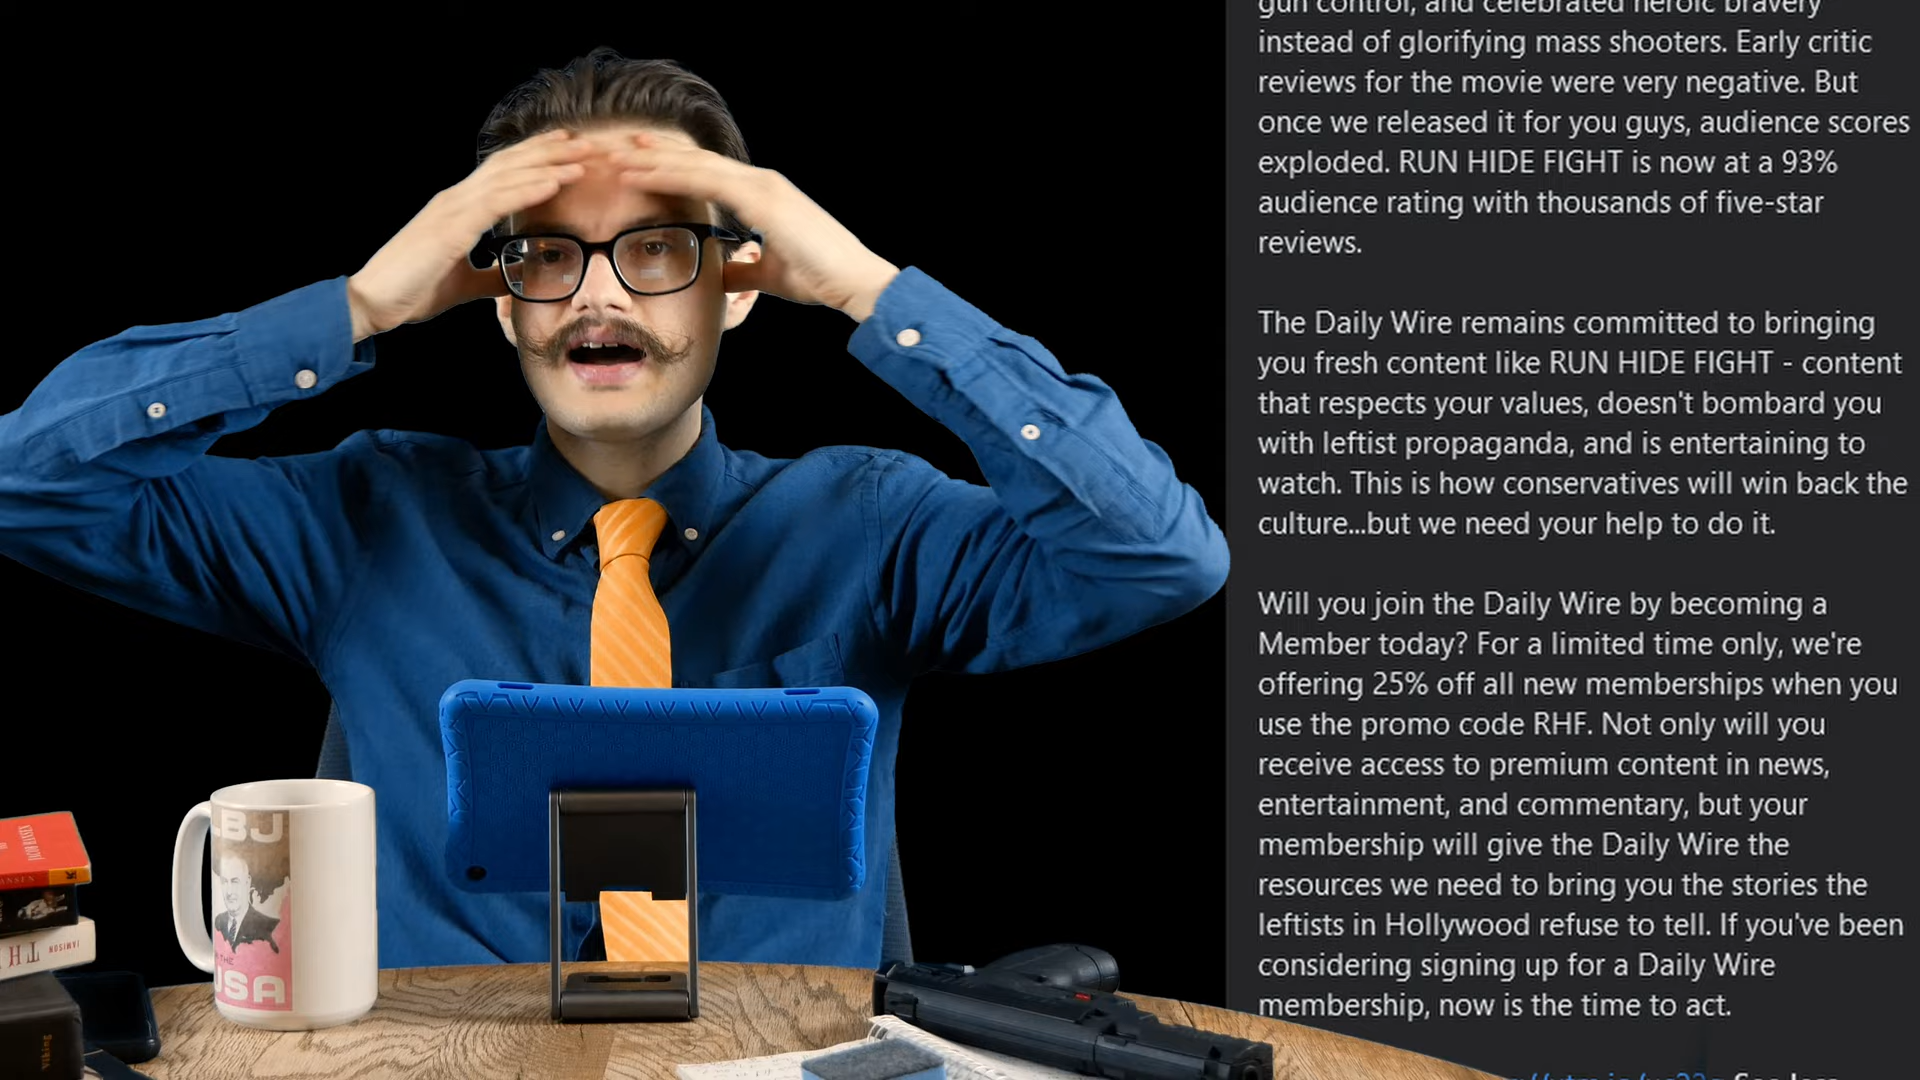 gun control, and celebrated heroic bravery
instead of glorifying mass shooters. Early critic
reviews for the movie were very negative. But
once we released it for you guys, audience scores
exploded. RUN HIDE FIGHT is now at a 93%
audience rating with thousands of five-star
reviews.
The Daily Wire remains committed to bringing
you fresh content like RUN HIDE FIGHT - content
that respects your values, doesn't bombard you
with leftist propaganda, and is entertaining to
watch. This is how conservatives will win back the
culture...but we need your help to do it.
Will you join the Daily Wire by becoming a
Member today? For a limited time only, we're
offering 25% off all new memberships when you
use the promo code RHF. Not only will you
receive access to premium content in news,
entertainment, and commentary, but your
membership will give the Daily Wire the
resources we need to bring you the stories the
leftists in Hollywood refuse to tell. If you've been
considering signing up for a Daily Wire
membership, now is the time to act.
LBJ
USA
Viking